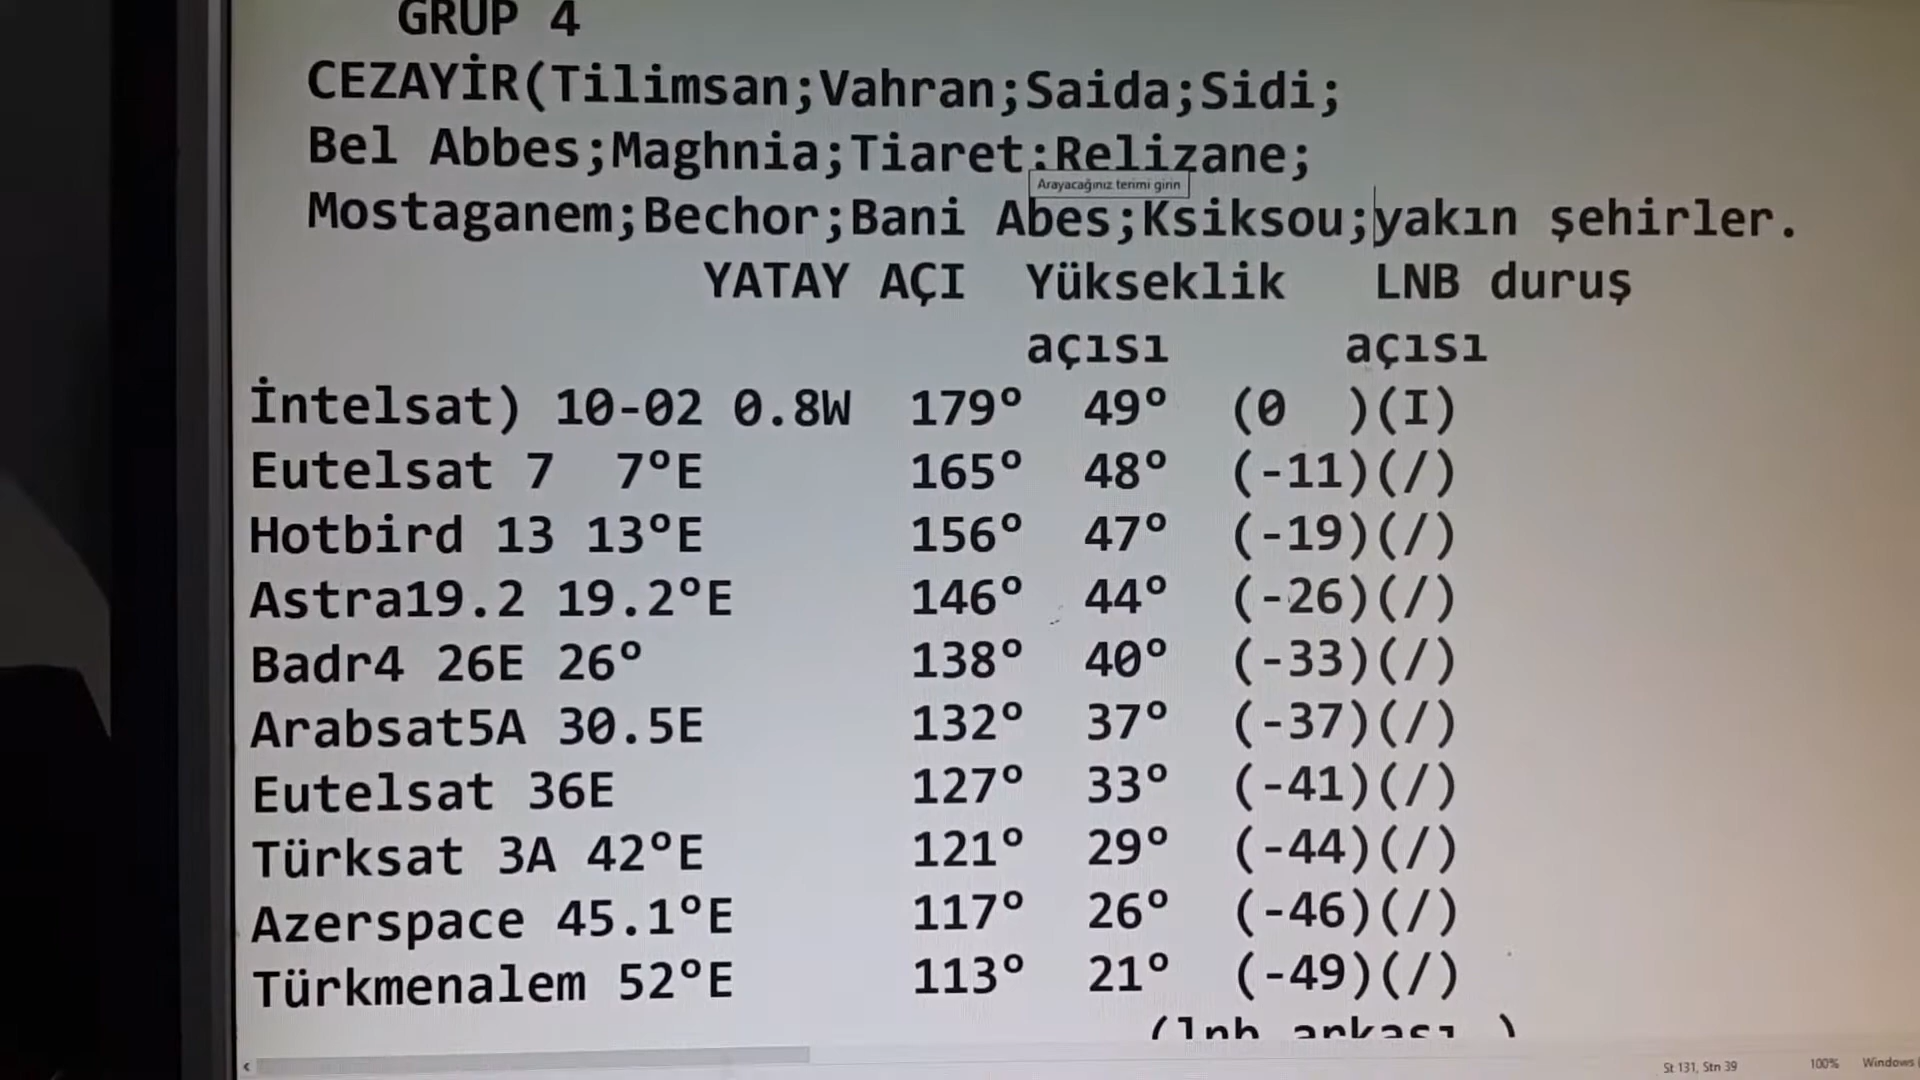 GRUP 4
CEZAYİR(Tilimsan;Vahran;Saida;Sidi;
Bel Abbes;Maghnia;Tiaret;Relizane;
Arayacağınız terimi girin
Mostaganem;Bechor;Bani Abes;Ksiksou;yakın şehirler.
YATAY AÇI Yükseklik LNB duruş
açısı açısı
İntelsat) 10-02 0.8W 179° 49° (0 )(I)
Eutelsat 7 7°E 165° 48° (-11)(/)
Hotbird 13 13°E 156° 47° (-19)(/)
Astra19.2 19.2°E 146° 44° (-26)(/)
Badr4 26E 26° 138° 40° (-33)(/)
Arabsat5A 30.5E 132° 37° (-37)(/)
Eutelsat 36E 127° 33° (-41)(/)
Türksat 3A 42°E 121° 29° (-44)(/)
Azerspace 45.1°E 117° 26° (-46)(/)
Türkmenalem 52°E 113° 21° (-49)(/)
(lnb arkası )
St 131, Stn 39 100% Windows